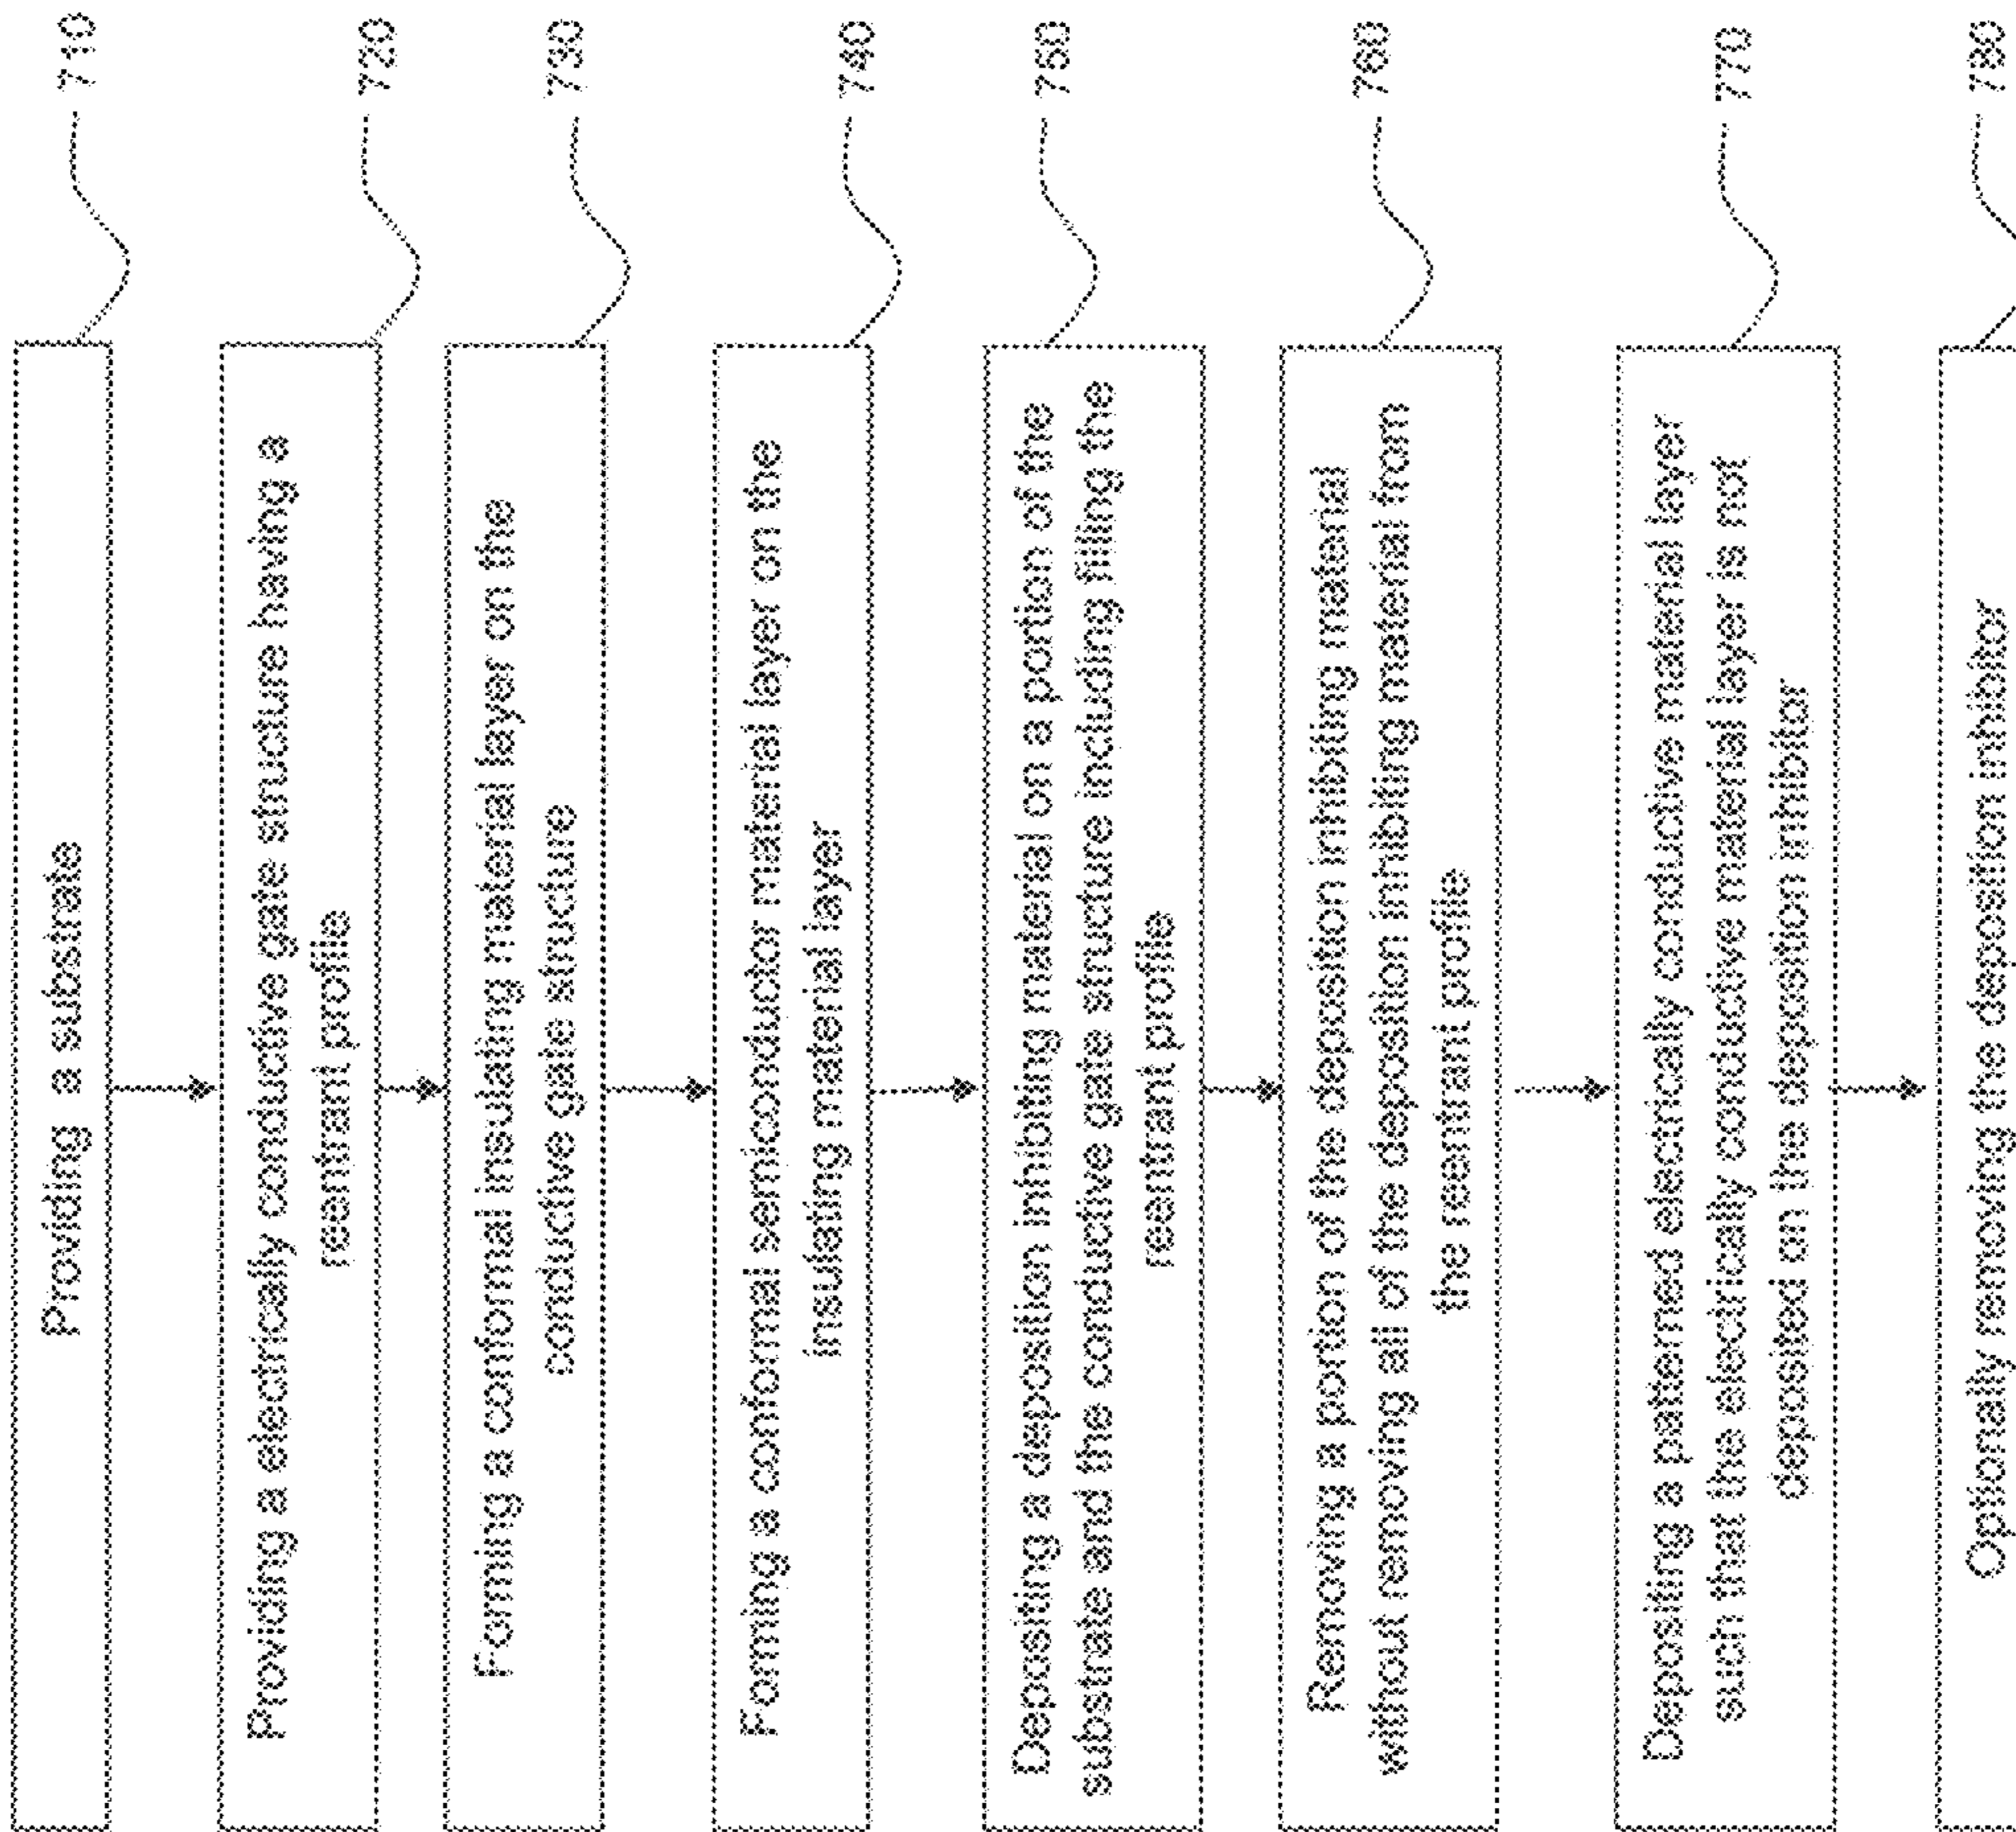 Providing a substrate
710
Providing a electrically conductive gate structure having a
reentrant profile
720
Forming a conformal insulating material layer on the
conductive gate structure
730
Forming a conformal semiconductor material layer on the
insulating material layer
740
Depositing a deposition inhibiting material on a portion of the
substrate and the conductive gate structure including filling the
reentrant profile
750
Removing a portion of the deposition inhibiting material
without removing all of the deposition inhibiting material from
the reentrant profile
760
Depositing a patterned electrically conductive material layer
such that the electrically conductive material layer is not
deposited on the deposition inhibitor
770
Optionally removing the deposition inhibitor
780